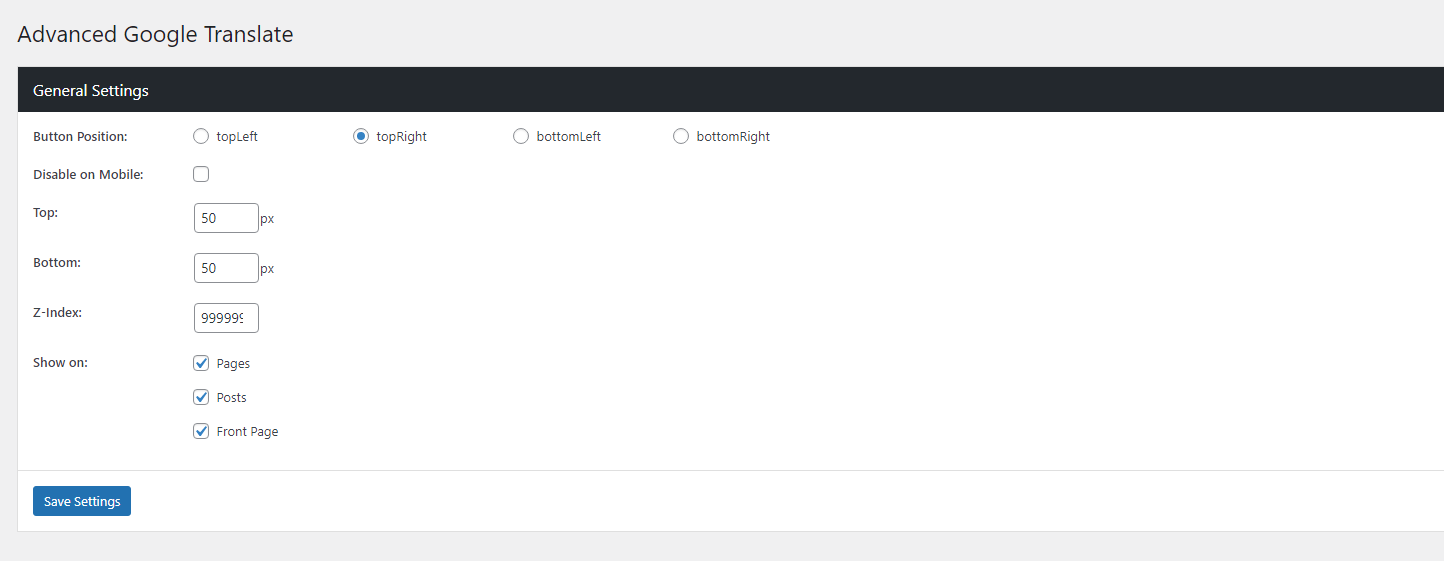 Advanced Google Translate
General Settings
Button Position: topLeft topRight bottomLeft bottomRight
Disable on Mobile:
Top: 50 px
Bottom: 50 px
Z-Index: 999999
Show on: Pages
Posts
Front Page
Save Settings